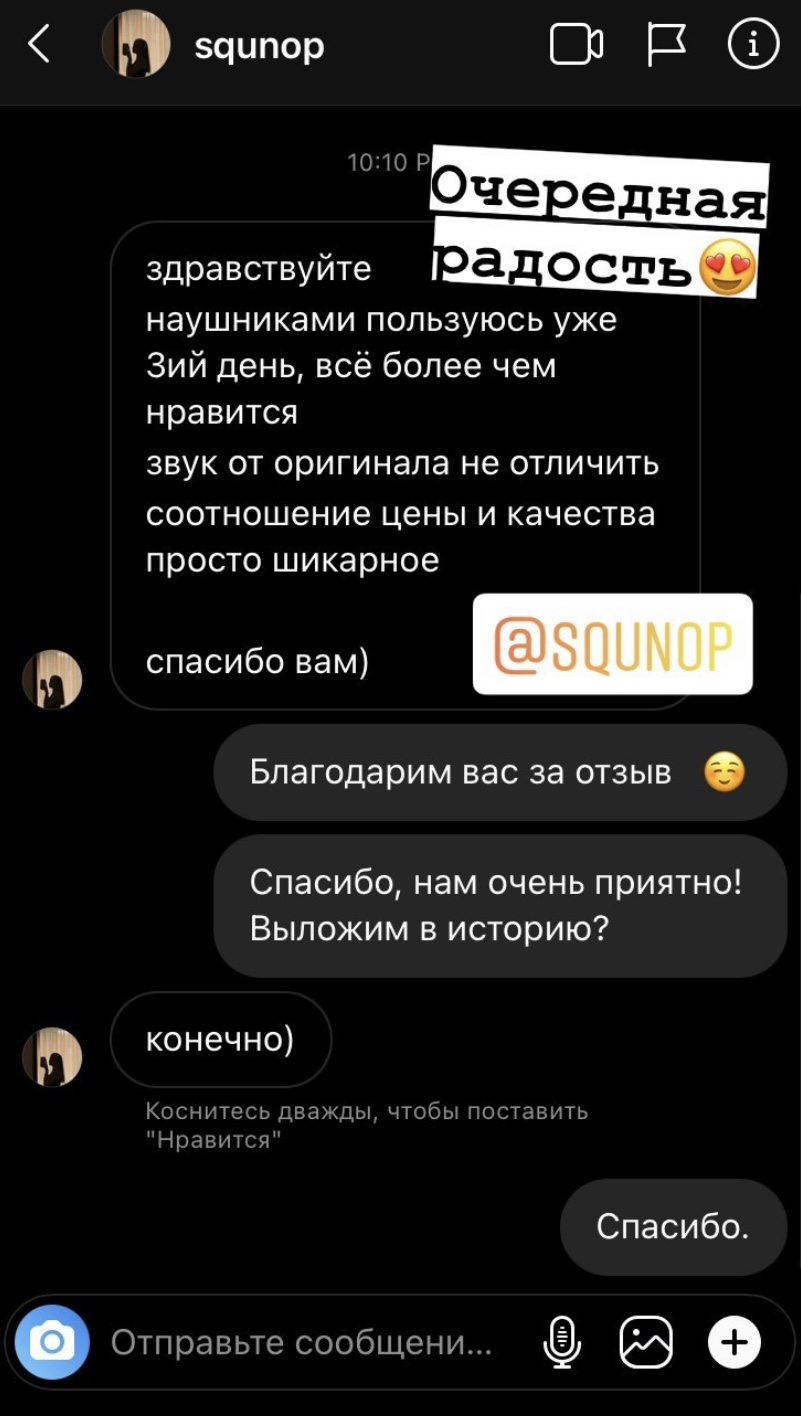 squnop
10:10 P
Очередная
радость😍
здравствуйте
наушниками пользуюсь уже
3ий день, всё более чем
нравится
звук от оригинала не отличить
соотношение цены и качества
просто шикарное
спасибо вам)
@SQUNOP
Благодарим вас за отзыв ☺️
Спасибо, нам очень приятно!
Выложим в историю?
конечно)
Коснитесь дважды, чтобы поставить
"Нравится"
Спасибо.
Отправьте сообщени...